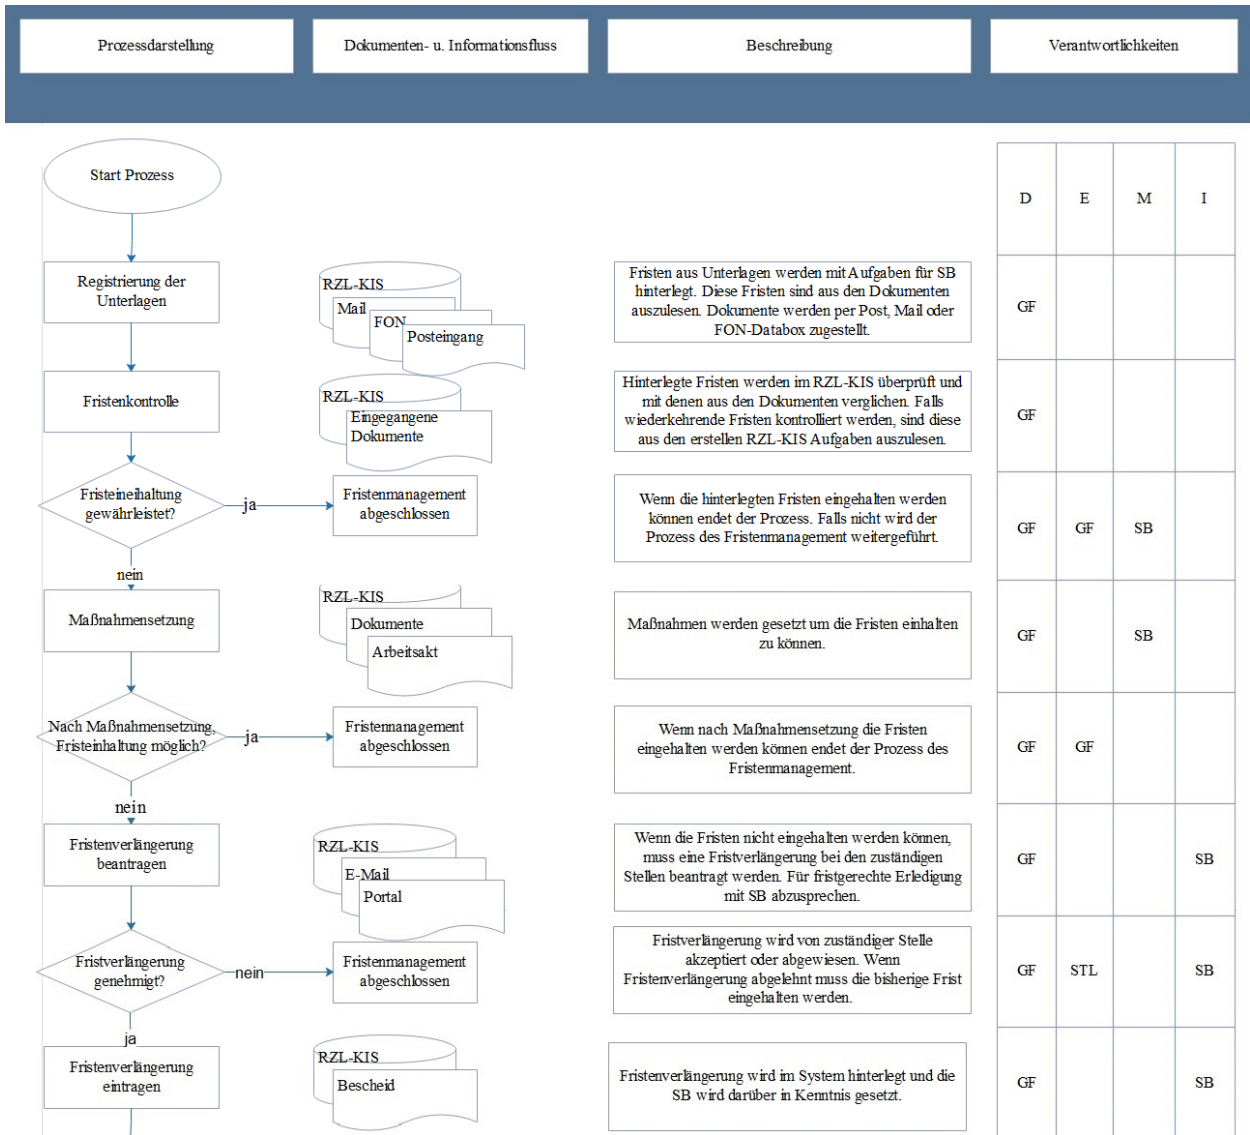 Prozessdarstellung
Dokumenten- u. Informationsfluss
Beschreibung
Verantwortlichkeiten
Start Prozess
D
E
M
I
Registrierung der
Unterlagen
RZL-KIS
Mail
FON
Posteingang
Fristen aus Unterlagen werden mit Aufgaben für SB
hinterlegt. Diese Fristen sind aus den Dokumenten
auszulesen. Dokumente werden per Post, Mail oder
FON-Databox zugestellt.
GF
Fristenkontrolle
RZL-KIS
Eingegangene
Dokumente
Hinterlegte Fristen werden im RZL-KIS überprüft und
mit denen aus den Dokumenten verglichen. Falls
wiederkehrende Fristen kontrolliert werden, sind diese
aus den erstellen RZL-KIS Aufgaben auszulesen.
GF
Fristeineihaltung
gewährleistet?
ja
Fristenmanagement
abgeschlossen
Wenn die hinterlegten Fristen eingehalten werden
können endet der Prozess. Falls nicht wird der
Prozess des Fristenmanagement weitergeführt.
GF
GF
SB
nein
Maßnahmensetzung
RZL-KIS
Dokumente
Arbeitsakt
Maßnahmen werden gesetzt um die Fristen einhalten
zu können.
GF
SB
Nach Maßnahmensetzung,
Fristeinhaltung möglich?
ja
Fristenmanagement
abgeschlossen
Wenn nach Maßnahmensetzung die Fristen
eingehalten werden können endet der Prozess des
Fristenmanagement.
GF
GF
nein
Fristenverlängerung
beantragen
RZL-KIS
E-Mail
Portal
Wenn die Fristen nicht eingehalten werden können,
muss eine Fristverlängerung bei den zuständigen
Stellen beantragt werden. Für fristgerechte Erledigung
mit SB abzusprechen.
GF
SB
Fristverlängerung
genehmigt?
nein
Fristenmanagement
abgeschlossen
Fristverlängerung wird von zuständiger Stelle
akzeptiert oder abgewiesen. Wenn
Fristenverlängerung abgelehnt muss die bisherige Frist
eingehalten werden.
GF
STL
SB
ja
Fristenverlängerung
eintragen
RZL-KIS
Bescheid
Fristenverlängerung wird im System hinterlegt und die
SB wird darüber in Kenntnis gesetzt.
GF
SB